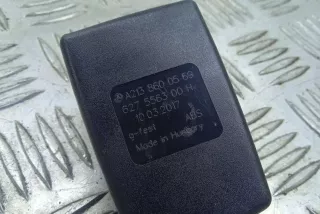 A213 860 05 69
627 5563 00 H
10.03.2017
g-fest ABS
Made in Hungary